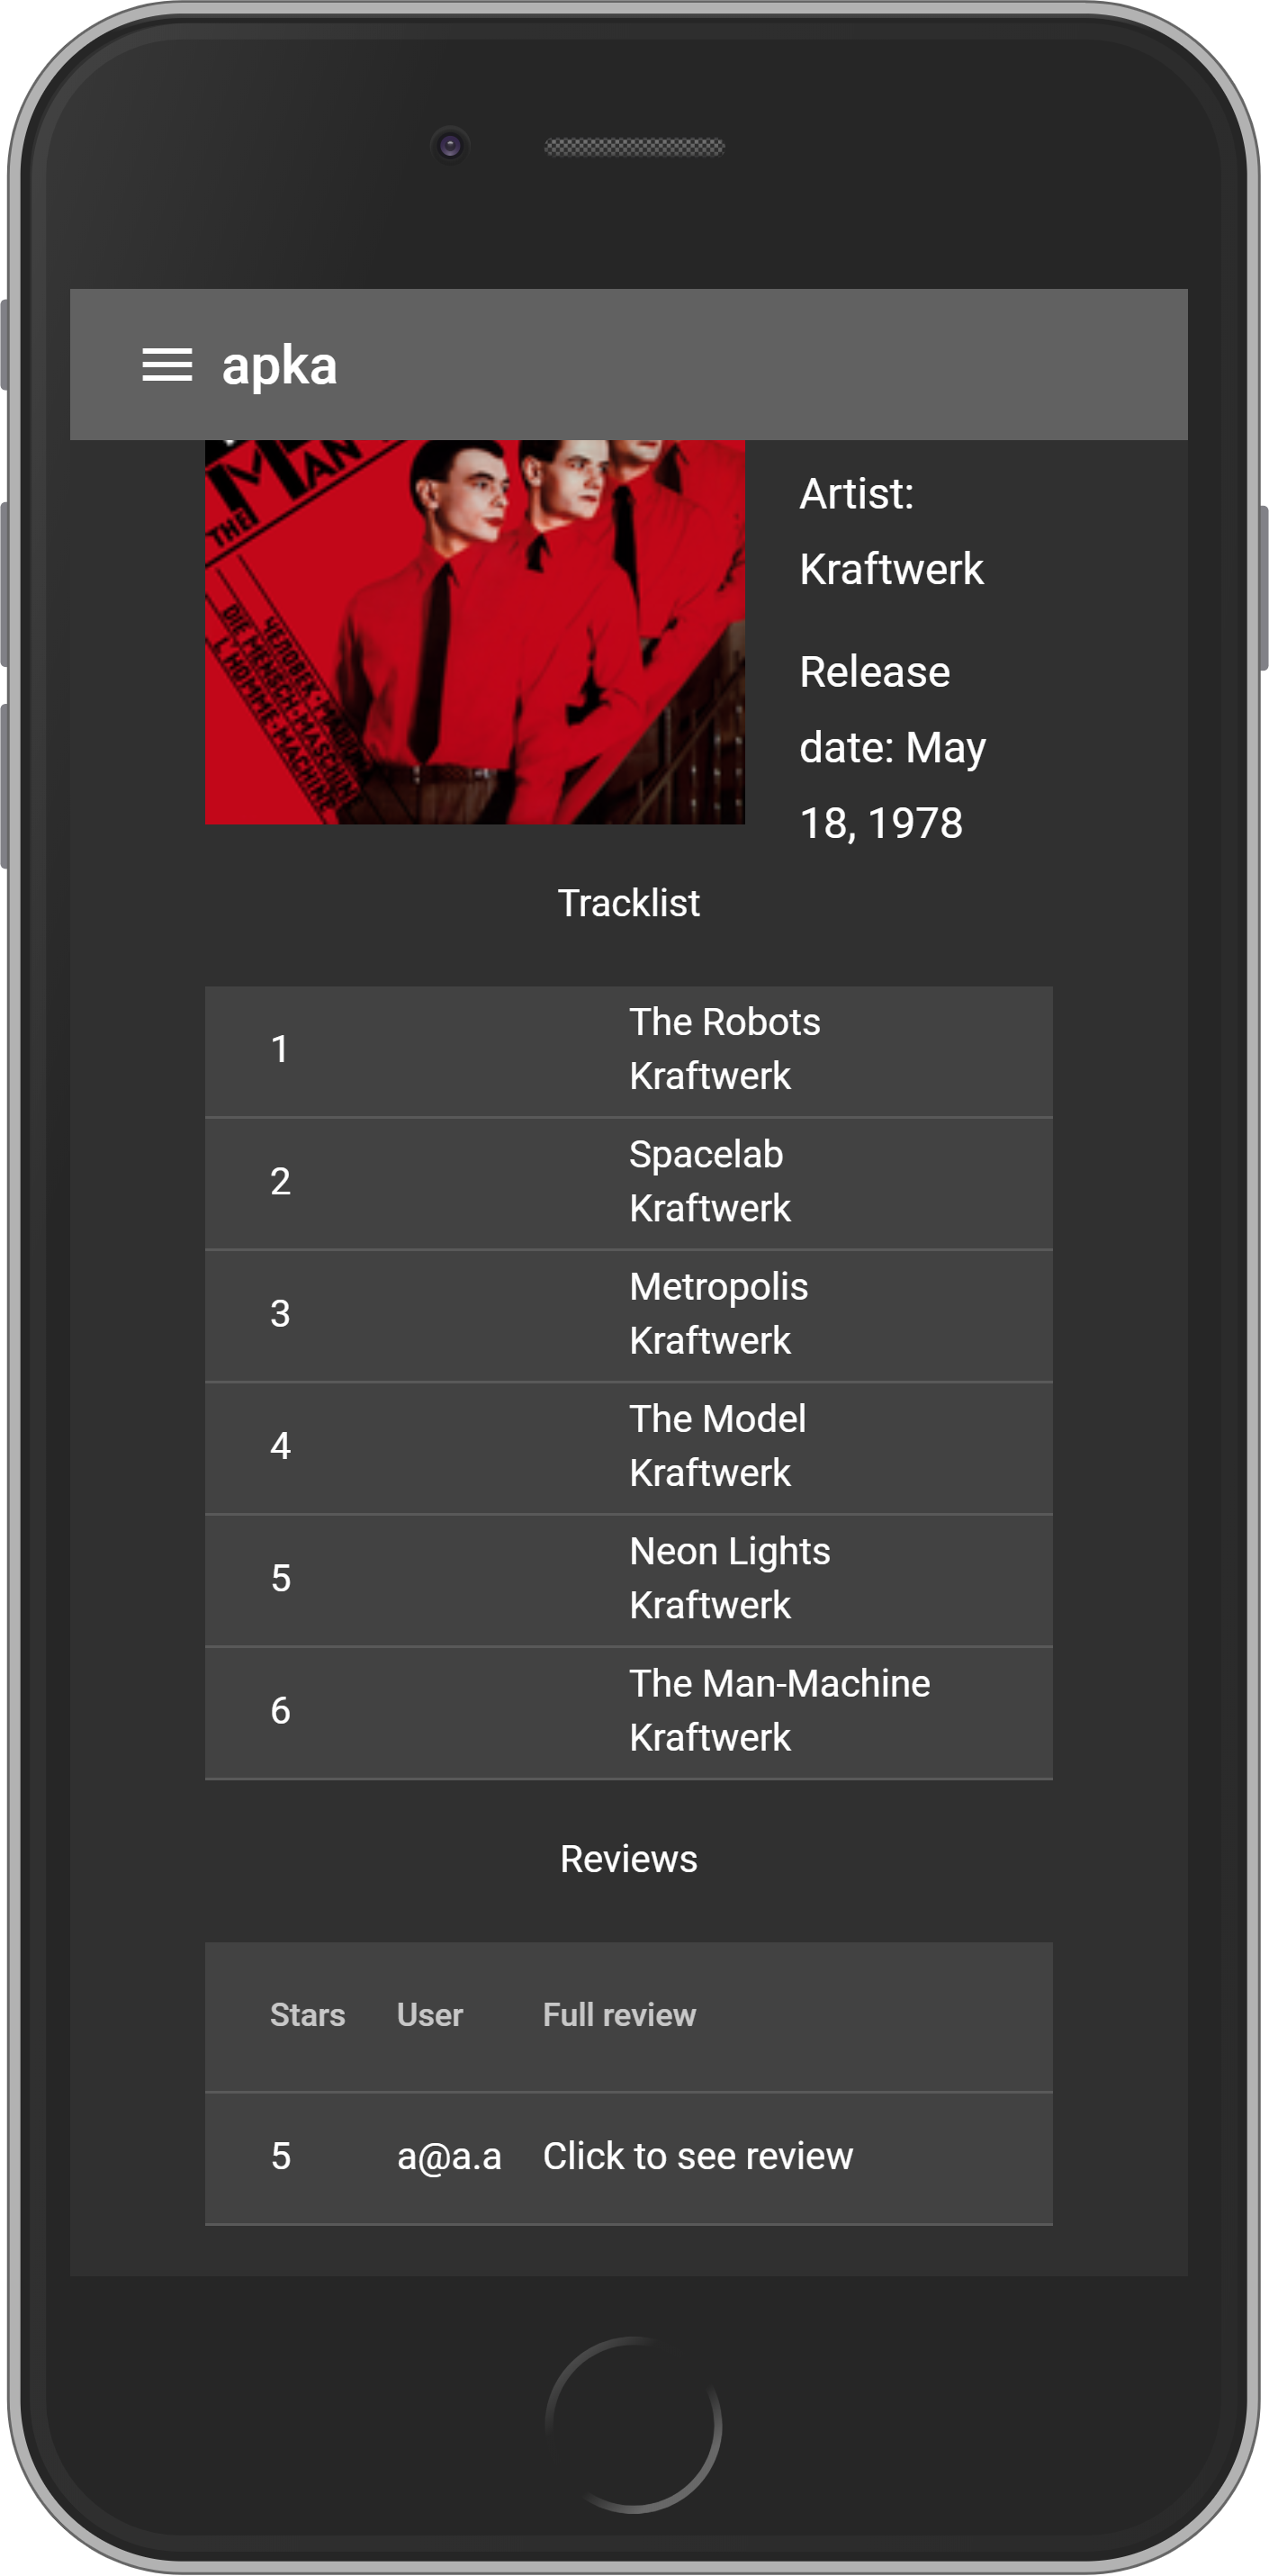 apka
THE MAN
ЧЕЛОВЕК·
DIE MENSCH·MASCHINE
L'HOMME·MACHINE
Artist:
Kraftwerk
Release
date: May
18, 1978
Tracklist
1 The Robots
Kraftwerk
2 Spacelab
Kraftwerk
3 Metropolis
Kraftwerk
4 The Model
Kraftwerk
5 Neon Lights
Kraftwerk
6 The Man-Machine
Kraftwerk
Reviews
Stars User Full review
5 a@a.a Click to see review